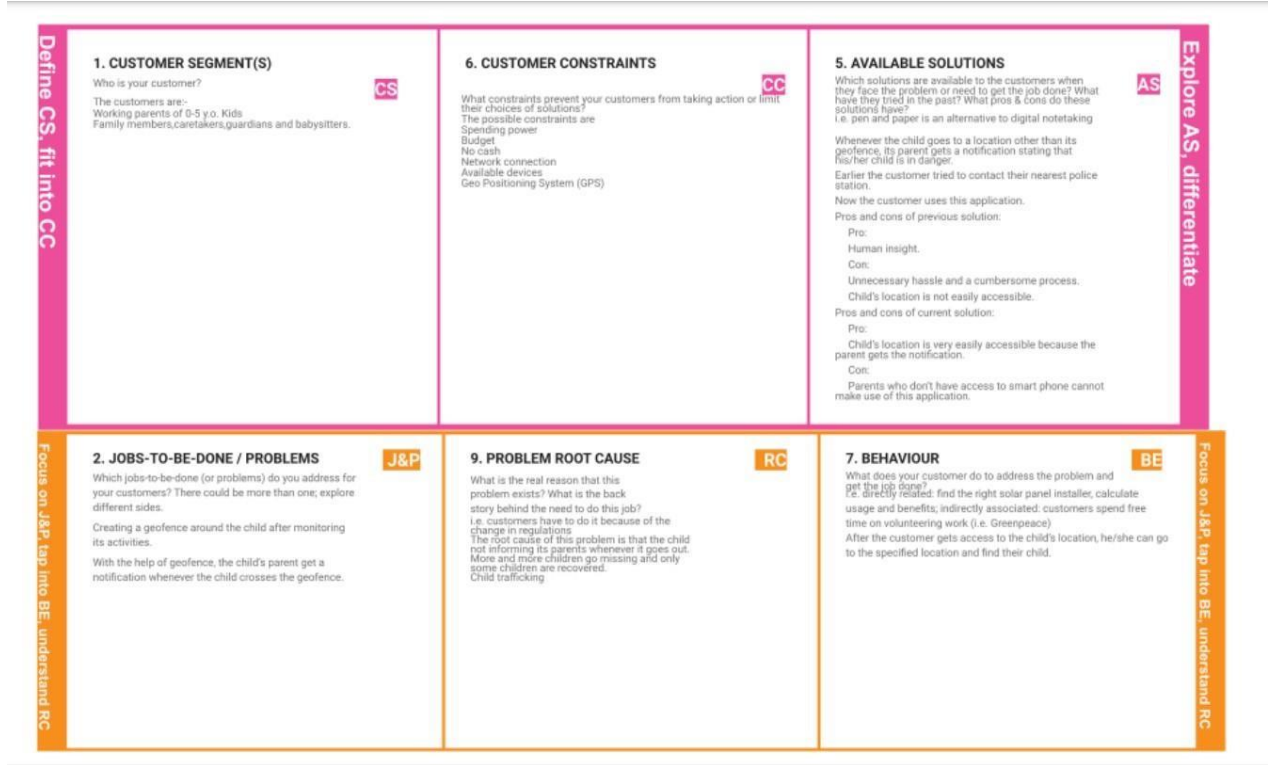 Define CS, fit into CC
1. CUSTOMER SEGMENT(S)
CS
Who is your customer?
The customers are:-
Working parents of 0-5 y.o. Kids
Family members,caretakers,guardians and babysitters.
6. CUSTOMER CONSTRAINTS
CC
What constraints prevent your customers from taking action or limit
their choices of solutions?
The possible constraints are
Spending power
Budget
No cash
Network connection
Available devices
Geo Positioning System (GPS)
5. AVAILABLE SOLUTIONS
AS
Which solutions are available to the customers when
they face the problem or need to get the job done? What
have they tried in the past? What pros & cons do these
solutions have?
i.e. pen and paper is an alternative to digital notetaking
Whenever the child goes to a location other than its
geofence, its parent gets a notification stating that
his/her child is in danger.
Earlier the customer tried to contact their nearest police
station.
Now the customer uses this application.
Pros and cons of previous solution:
Pro:
Human insight.
Con:
Unnecessary hassle and a cumbersome process.
Child's location is not easily accessible.
Pros and cons of current solution:
Pro:
Child's location is very easily accessible because the
parent gets the notification.
Con:
Parents who don't have access to smart phone cannot
make use of this application.
Explore AS, differentiate
Focus on J&P, tap into BE, understand RC
2. JOBS-TO-BE-DONE / PROBLEMS
J&P
Which jobs-to-be-done (or problems) do you address for
your customers? There could be more than one; explore
different sides.
Creating a geofence around the child after monitoring
its activities.
With the help of geofence, the child's parent get a
notification whenever the child crosses the geofence.
9. PROBLEM ROOT CAUSE
RC
What is the real reason that this
problem exists? What is the back
story behind the need to do this job?
i.e. customers have to do it because of the
change in regulations
The root cause of this problem is that the child
not informing its parents whenever it goes out.
More and more children go missing and only
some children are recovered.
Child trafficking
7. BEHAVIOUR
BE
What does your customer do to address the problem and
get the job done?
i.e. directly related: find the right solar panel installer, calculate
usage and benefits; indirectly associated: customers spend free
time on volunteering work (i.e. Greenpeace)
After the customer gets access to the child's location, he/she can go
to the specified location and find their child.
Focus on J&P, tap into BE, understand RC